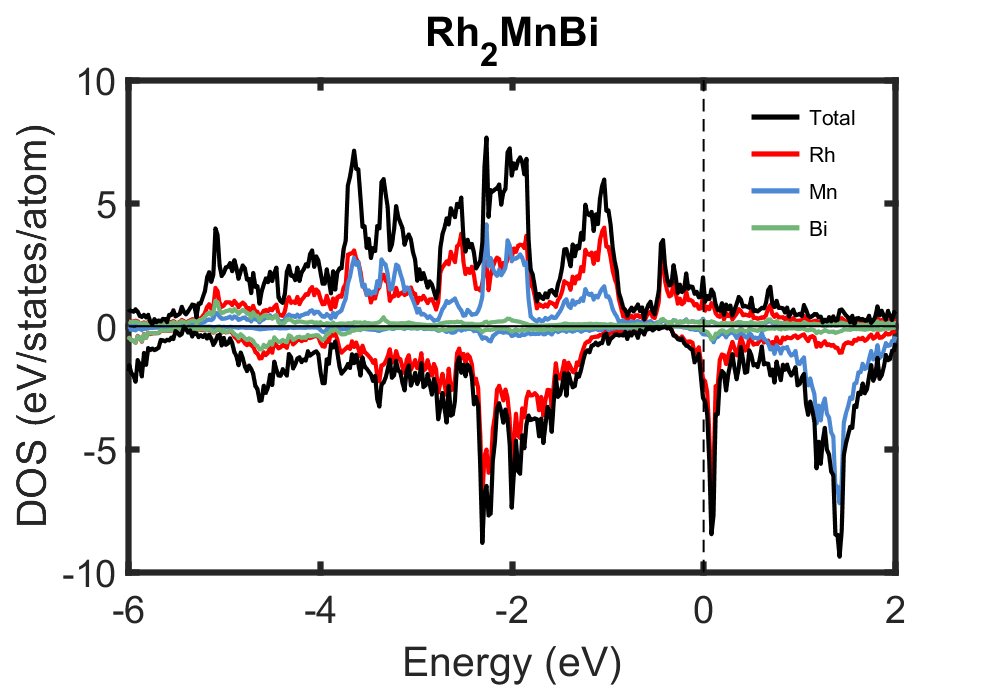 Rh2MnBi
10
5
0
-5
-10
DOS (eV/states/atom)
Total
Rh
Mn
Bi
-6
-4
-2
0
2
Energy (eV)